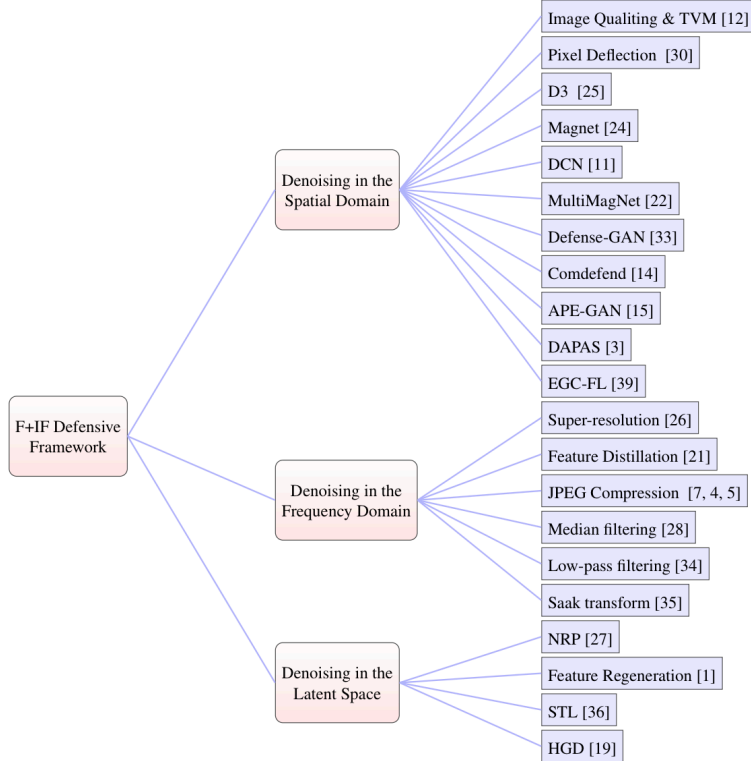 F+IF Defensive
Framework
Denoising in the
Spatial Domain
Image Qualiting & TVM [12]
Pixel Deflection [30]
D3 [25]
Magnet [24]
DCN [11]
MultiMagNet [22]
Defense-GAN [33]
Comdefend [14]
APE-GAN [15]
DAPAS [3]
EGC-FL [39]
Denoising in the
Frequency Domain
Super-resolution [26]
Feature Distillation [21]
JPEG Compression [7, 4, 5]
Median filtering [28]
Low-pass filtering [34]
Saak transform [35]
Denoising in the
Latent Space
NRP [27]
Feature Regeneration [1]
STL [36]
HGD [19]